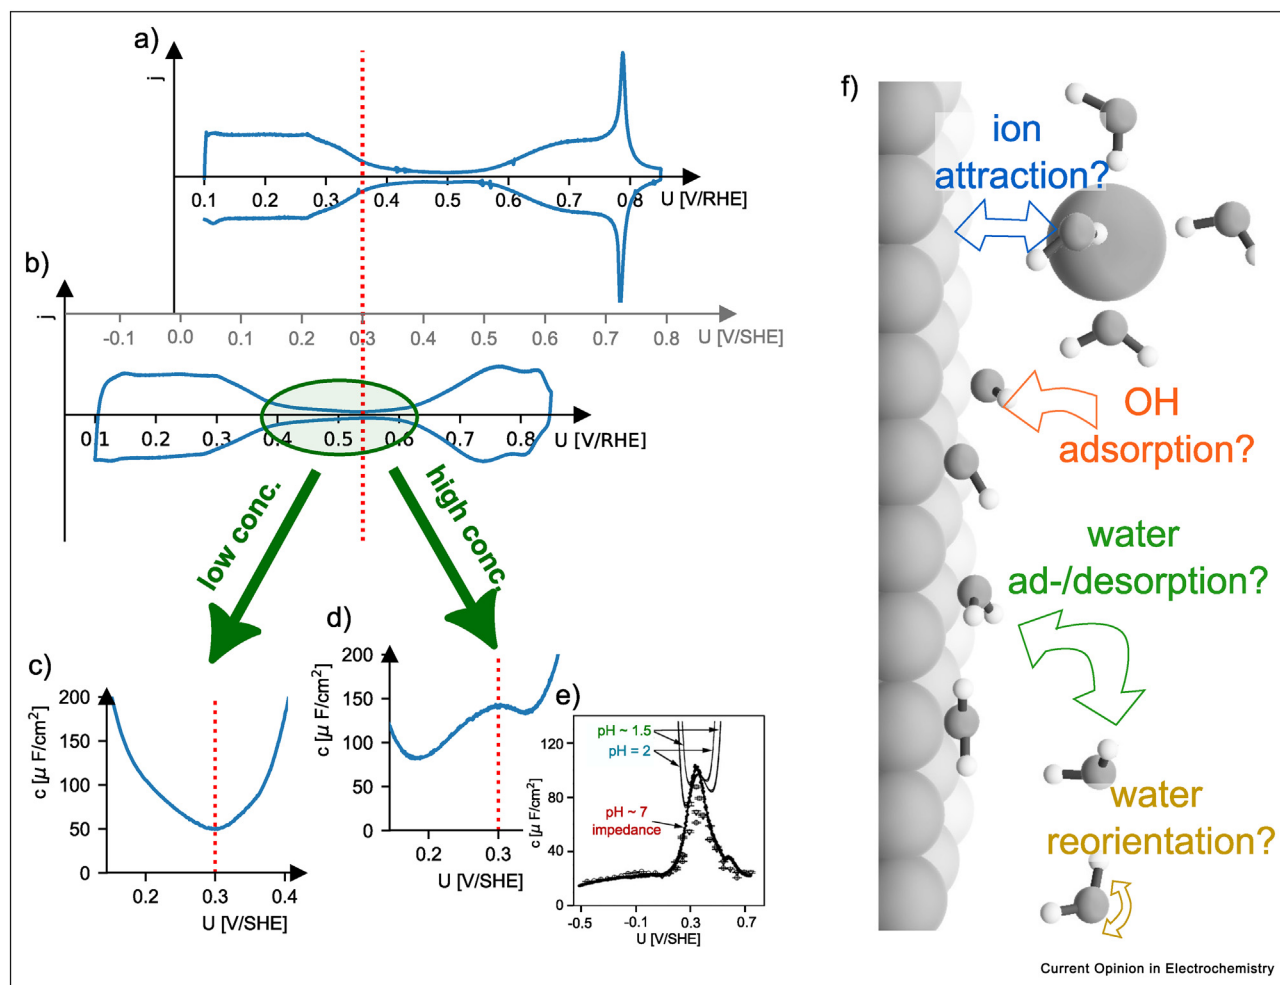 a)
j
0.1 0.2 0.3 0.4 0.5 0.6 0.7 0.8
U [V/RHE]
b)
j
-0.1 0.0 0.1 0.2 0.3 0.4 0.5 0.6 0.7 0.8
U [V/SHE]
0.1 0.2 0.3 0.4 0.5 0.6 0.7 0.8
U [V/RHE]
low conc.
high conc.
c)
c [μ F/cm²]
200
150
100
50
0
0.2 0.3 0.4
U [V/SHE]
d)
c [μ F/cm²]
200
150
100
50
0
0.2 0.3
U [V/SHE]
e)
c [μ F/cm²]
120
80
40
0
pH ~ 1.5
pH = 2
pH ~ 7
impedance
-0.5 -0.1 0.3 0.7
U [V/SHE]
f)
ion
attraction?
OH
adsorption?
water
ad-/desorption?
water
reorientation?
Current Opinion in Electrochemistry